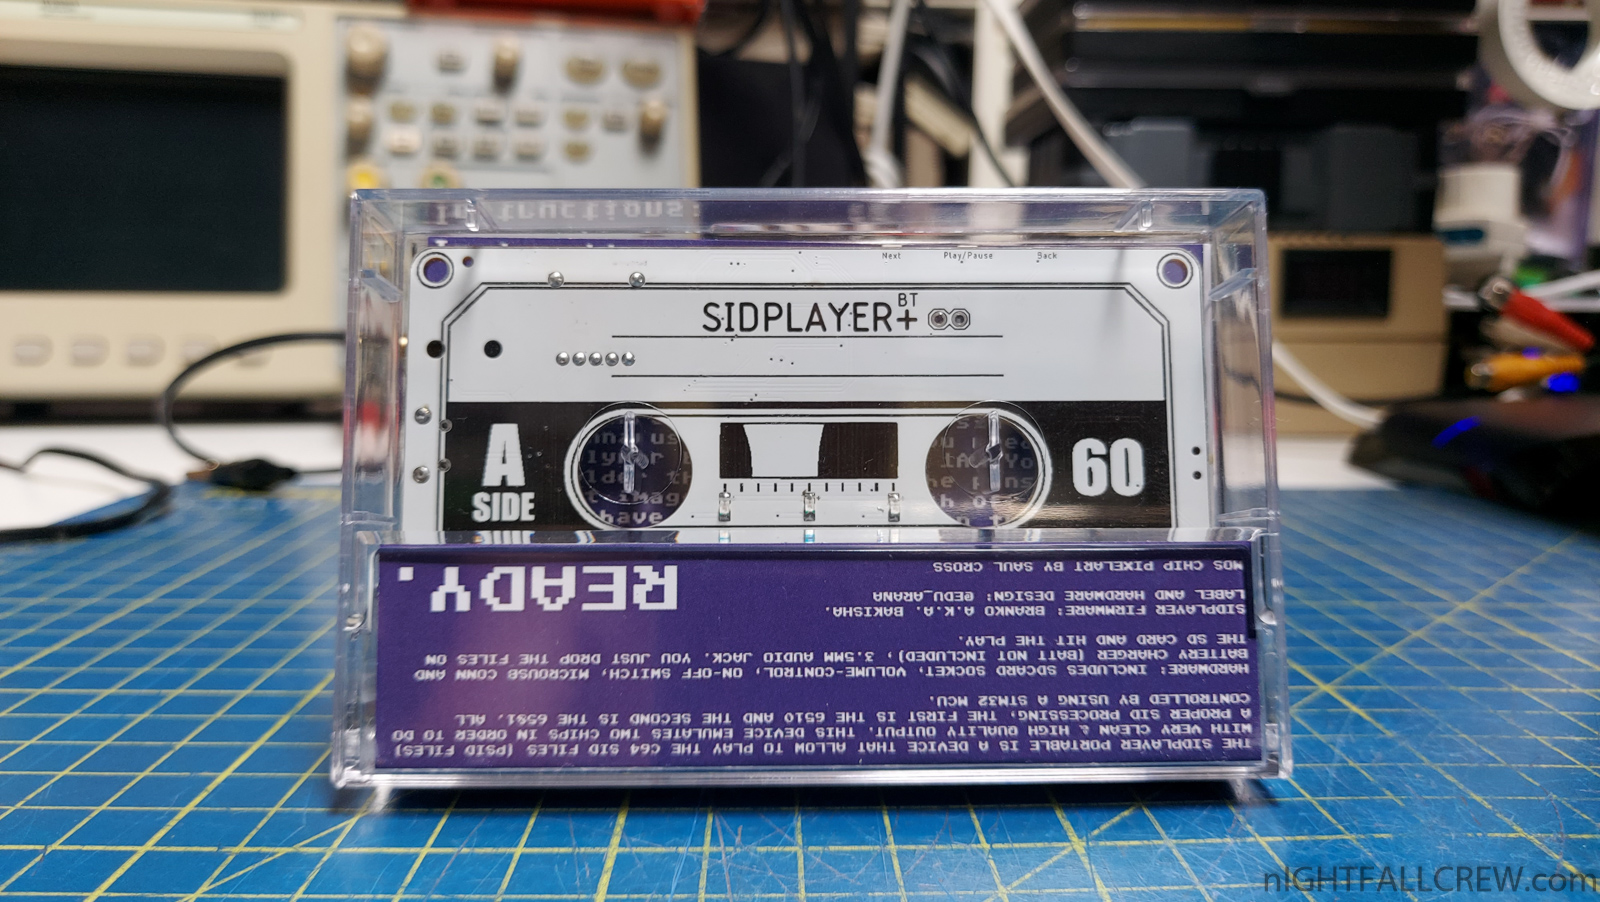 Instructions:
Next Play/Pause Back
SIDPLAYER+ BT
A
SIDE
60
us
have
MOS CHIP PIXELART BY SAUL CROSS
LABEL AND HARDWARE DESIGN: @EDU_ARANA
SIDPLAYER FIRMWARE: BRANKO A.K.A. BAKISHA.
READY.
HARDWARE: INCLUDES SDCARD SOCKET, VOLUME-CONTROL, ON-OFF SWITCH, MICROUSB CONN AND
BATTERY CHARGER (BATT NOT INCLUDED), 3.5MM AUDIO JACK. YOU JUST DROP THE FILES ON
THE SD CARD AND HIT THE PLAY.
THE SIDPLAYER PORTABLE IS A DEVICE THAT ALLOW TO PLAY THE C64 SID FILES (PSID FILES)
WITH VERY CLEAN & HIGH QUALITY OUTPUT. THIS DEVICE EMULATES TWO CHIPS IN ORDER TO DO
A PROPER SID PROCESSING, THE FIRST IS THE 6510 AND THE SECOND IS THE 6581. ALL
CONTROLLED BY USING A STM32 MCU.
nIGHTFALLCREW.com